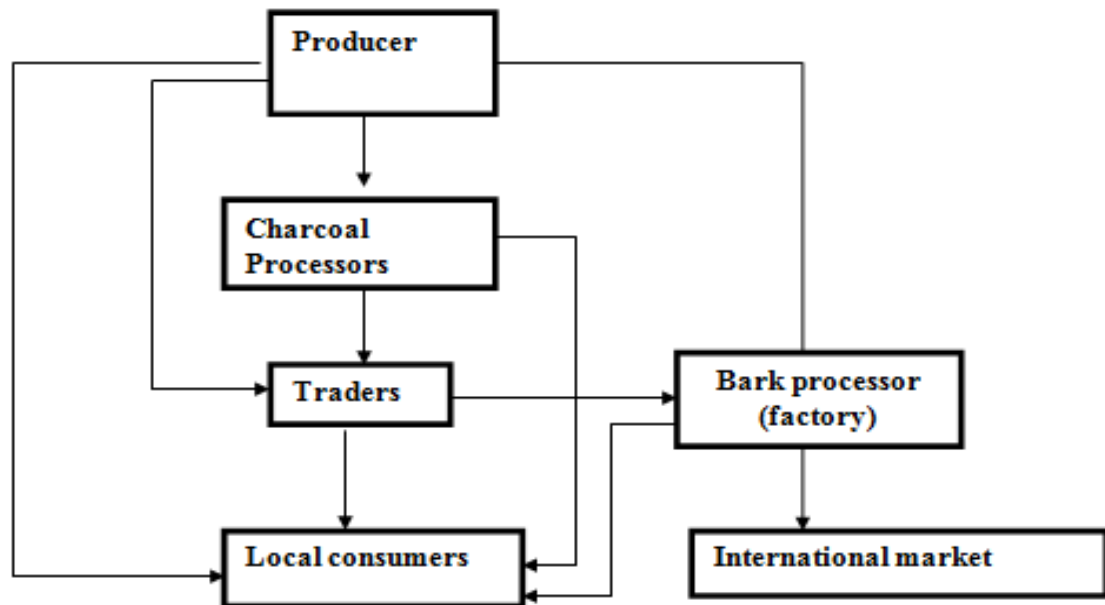 Producer
Charcoal
Processors
Traders
Bark processor
(factory)
Local consumers
International market